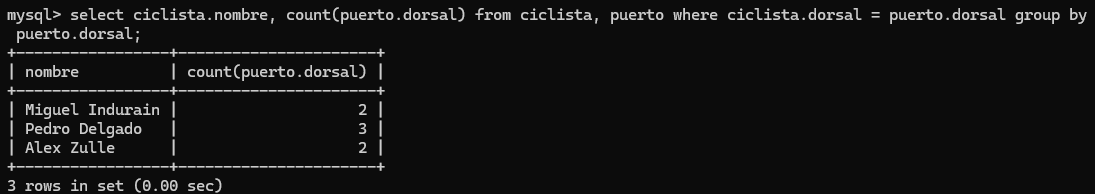 mysql> select ciclista.nombre, count(puerto.dorsal) from ciclista, puerto where ciclista.dorsal = puerto.dorsal group by
 puerto.dorsal;
+-----------------+----------------------+
| nombre          | count(puerto.dorsal) |
+-----------------+----------------------+
| Miguel Indurain |                    2 |
| Pedro Delgado   |                    3 |
| Alex Zulle      |                    2 |
+-----------------+----------------------+
3 rows in set (0.00 sec)